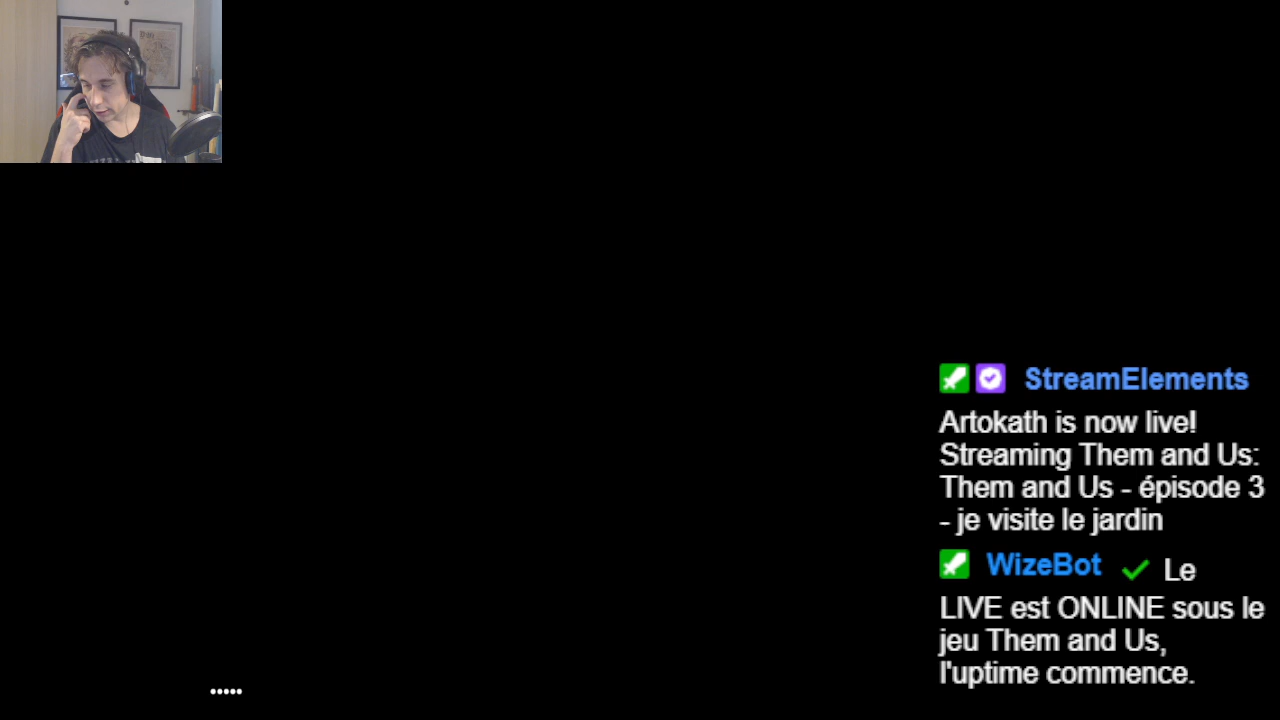 StreamElements
Artokath is now live!
Streaming Them and Us:
Them and Us - épisode 3
- je visite le jardin
WizeBot ✓ Le
LIVE est ONLINE sous le
jeu Them and Us,
l'uptime commence.
.....